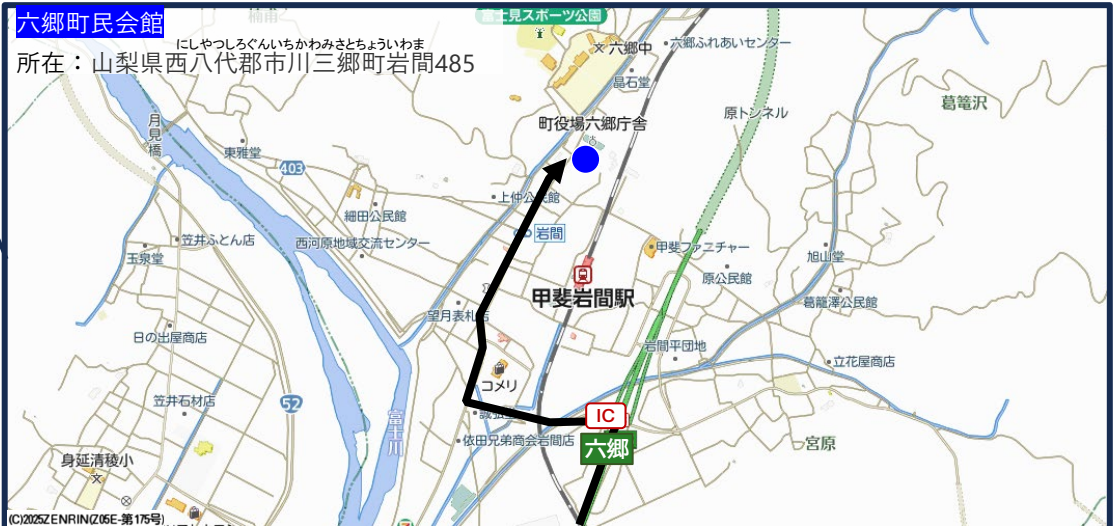 六郷町民会館
にしやつしろぐんいちかわみさとちょういわま
所在：山梨県西八代郡市川三郷町岩間485
富士見スポーツ公園
六郷中
六郷ふれあいセンター
晶石堂
原トンネル
葛篭沢
町役場六郷庁舎
月見橋
東雅堂
403
上仲公民館
細田公民館
岩間
笠井ふとん店
西河原地域交流センター
玉泉堂
甲斐ファニチャー
旭山堂
原公民館
甲斐岩間駅
葛籠澤公民館
望月表札店
日の出屋商店
岩間平団地
立花屋商店
コメリ
笠井石材店
52
富士川
IC
六郷
依田兄弟商会岩間店
宮原
身延清稜小
(C)2025ZENRIN(Z05E-第175号)